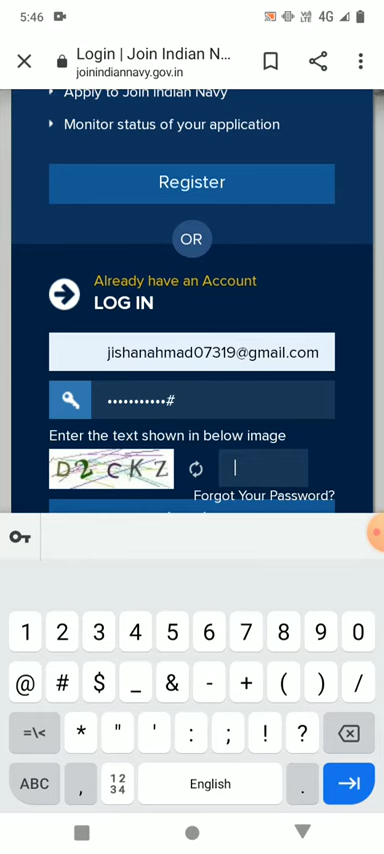 5:46 4G
Login | Join Indian N...
joinindiannavy.gov.in
Apply to Join Indian Navy
Monitor status of your application
Register
OR
Already have an Account
LOG IN
jishanahmad07319@gmail.com
•••••••••••#
Enter the text shown in below image
D2CKZ
Forgot Your Password?
1 2 3 4 5 6 7 8 9 0
@ # $ _ & - + ( ) /
=\< * " ' : ; ! ?
ABC , 12 34 English .